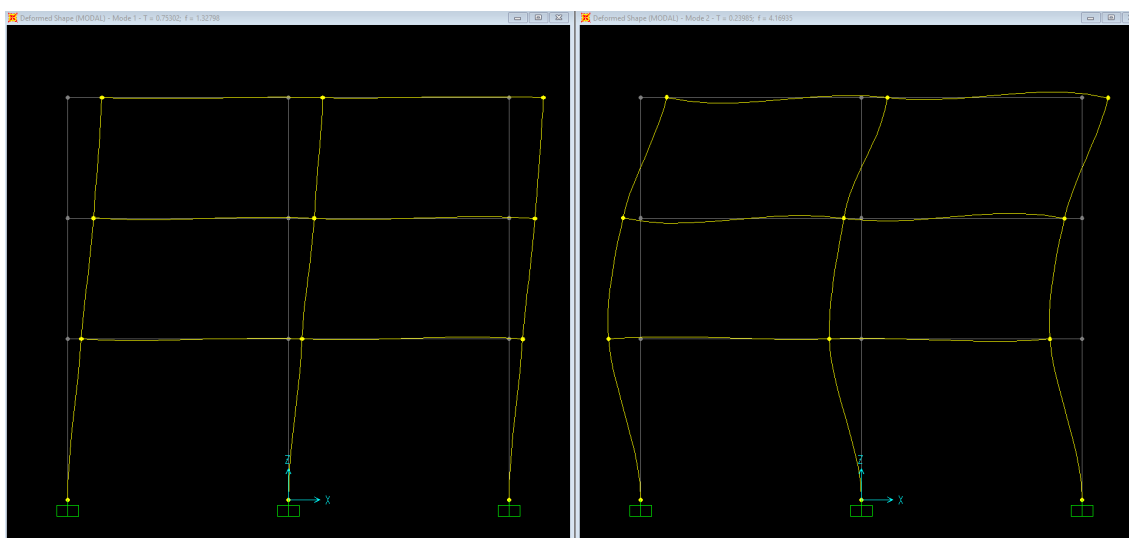 Deformed Shape (MODAL) - Mode 1 - T = 0.75302; f = 1.32798
Deformed Shape (MODAL) - Mode 2 - T = 0.23985; f = 4.16935
Z
X
Z
X